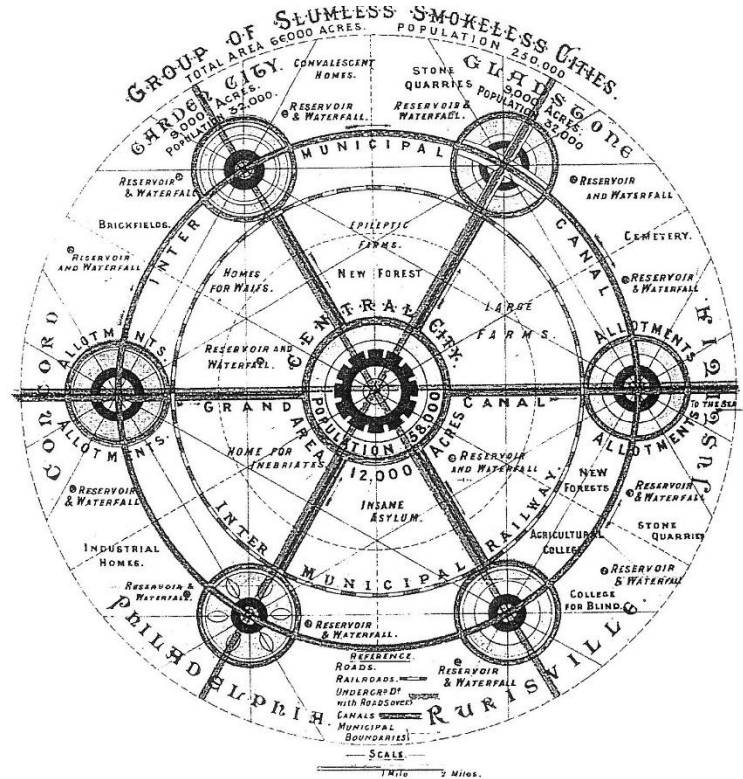 GROUP OF SLUMLESS SMOKELESS CITIES.
TOTAL AREA 66000 ACRES. POPULATION 250,000
GARDEN CITY.
9,000 ACRES.
POPULATION 32,000.
CONVALESCENT
HOMES.
STONE
QUARRIES
GLADSTONE
9,000 ACRES.
POPULATION 32,000
RESERVOIR
& WATERFALL
RESERVOIR &
WATERFALL.
INTER MUNICIPAL CANAL
RESERVOIR
& WATERFALL
RESERVOIR
AND WATERFALL
BRICKFIELDS.
RESERVOIR
AND WATERFALL
EPILEPTIC
FARMS.
CEMETERY.
RESERVOIR &
WATERFALL
HOMES
FOR WAIFS.
NEW FOREST
LARGE
FARMS
CENTRAL CITY.
RESERVOIR AND
WATERFALL.
CONCORD
ALLOTMENTS.
ALLOTMENTS.
ALLOTMENTS
ALLOTMENTS
JUSTITIA
TO THE SEA
GRAND CANAL
POPULATION 58,000
AREA
12,000
ACRES
HOME FOR
INEBRIATES.
RESERVOIR
AND WATERFALL
RESERVOIR
& WATERFALL
INSANE
ASYLUM.
NEW
FORESTS
RESERVOIR &
WATERFALL
STONE
QUARRIES
INTER MUNICIPAL RAILWAY.
AGRICULTURAL
COLLEGE
INDUSTRIAL
HOMES.
RESERVOIR &
WATERFALL.
RESERVOIR
& WATERFALL
COLLEGE
FOR BLIND.
RESERVOIR
& WATERFALL.
PHILADELPHIA.
RURISVILLE.
RESERVOIR
& WATERFALL
REFERENCE
ROADS.
RAILROADS.
UNDERGRᴰ Dº
with ROADS OVER
CANALS
MUNICIPAL
BOUNDARIES
SCALE.
1 Mile 2 Miles.